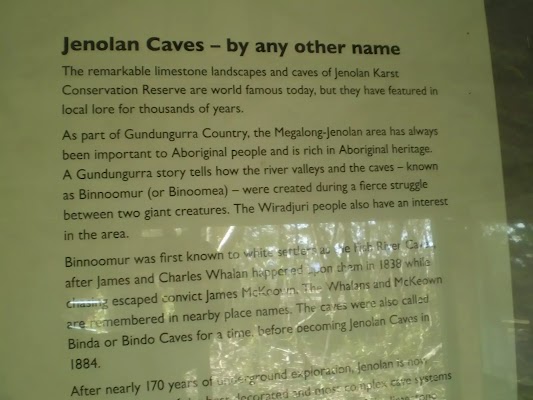 Jenolan Caves – by any other name
The remarkable limestone landscapes and caves of Jenolan Karst
Conservation Reserve are world famous today, but they have featured in
local lore for thousands of years.
As part of Gundungurra Country, the Megalong-Jenolan area has always
been important to Aboriginal people and is rich in Aboriginal heritage.
A Gundungurra story tells how the river valleys and the caves – known
as Binnoomur (or Binoomea) – were created during a fierce struggle
between two giant creatures. The Wiradjuri people also have an interest
in the area.
Binnoomur was first known to white settlers as the Fish River Caves,
after James and Charles Whalan happened upon them in 1838 while
chasing escaped convict James McKeown. The Whalans and McKeown
are remembered in nearby place names. The caves were also called
Binda or Bindo Caves for a time, before becoming Jenolan Caves in
1884.
After nearly 170 years of underground exploration, Jenolan is now
best decorated and most complex cave systems